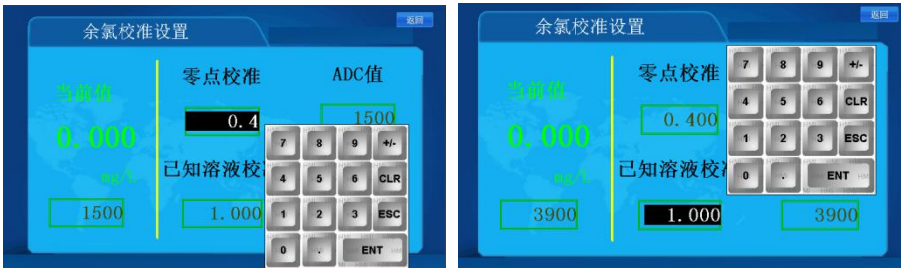 余氯校准设置
返回
当前值
零点校准
ADC值
0.000
0.4
1500
mg/L
已知溶液校
1500
1.000
7 8 9 +/-
4 5 6 CLR
1 2 3 ESC
0 . ENT
余氯校准设置
返回
当前值
零点校准
0.000
0.400
mg/L
已知溶液校
3900
1.000
3900
7 8 9 +/-
4 5 6 CLR
1 2 3 ESC
0 . ENT